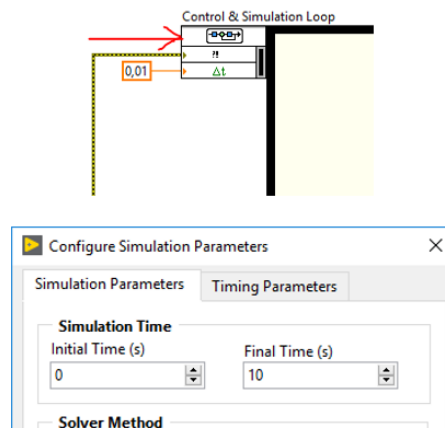 Control & Simulation Loop
?!
0,01
Δt
Configure Simulation Parameters
Simulation Parameters
Timing Parameters
Simulation Time
Initial Time (s)
Final Time (s)
0
10
Solver Method